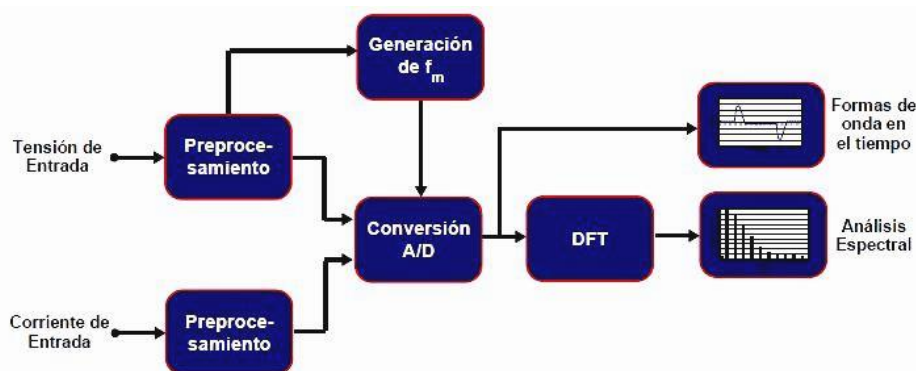 Generación
de fm
Formas de
onda en
el tiempo
Tensión de
Entrada
Preproce-
samiento
Conversión
A/D
DFT
Análisis
Espectral
Corriente de
Entrada
Preproce-
samiento